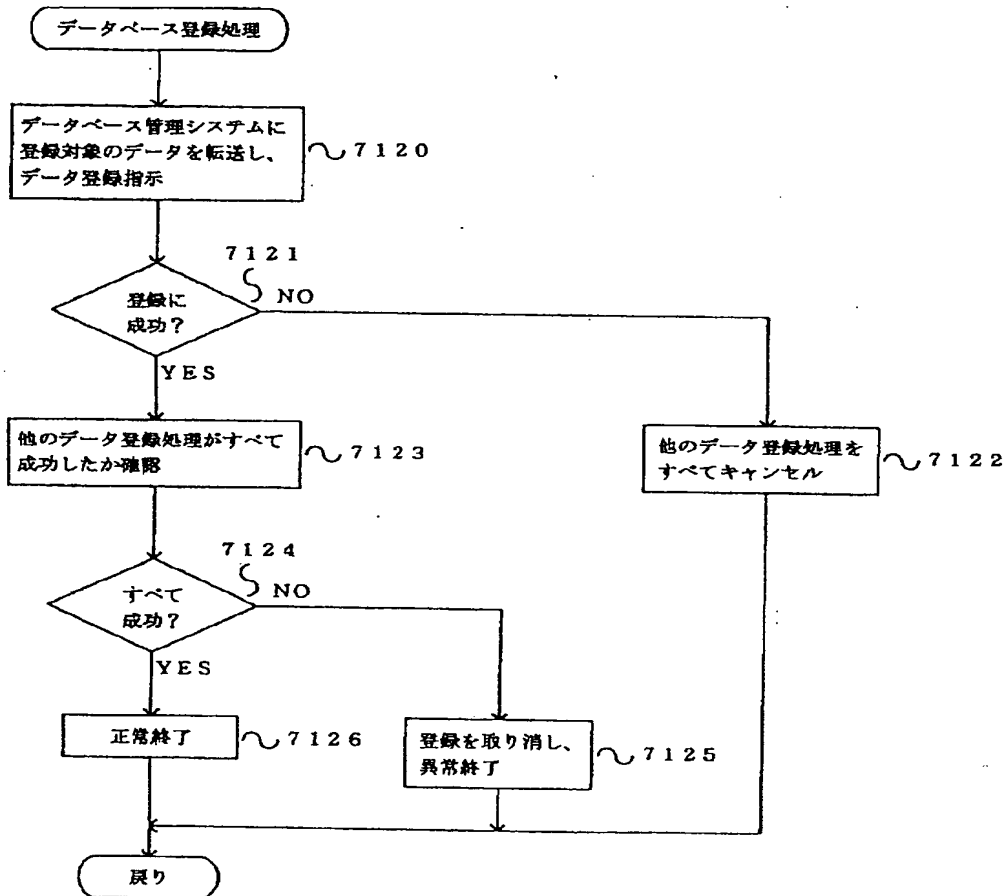 データベース登録処理
データベース管理システムに
登録対象のデータを転送し、
データ登録指示
7120
7121
登録に
成功?
NO
YES
他のデータ登録処理がすべて
成功したか確認
7123
他のデータ登録処理を
すべてキャンセル
7122
7124
すべて
成功?
NO
YES
正常終了
7126
登録を取り消し、
異常終了
7125
戻り